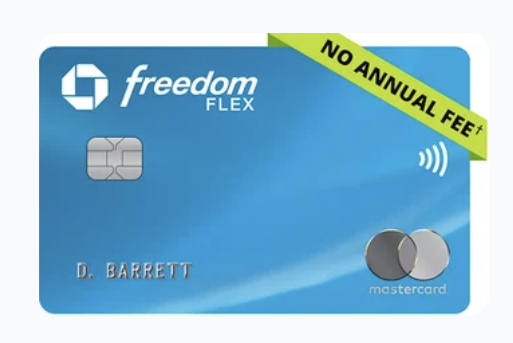 NO ANNUAL FEE†
freedom
FLEX
D. BARRETT
mastercard